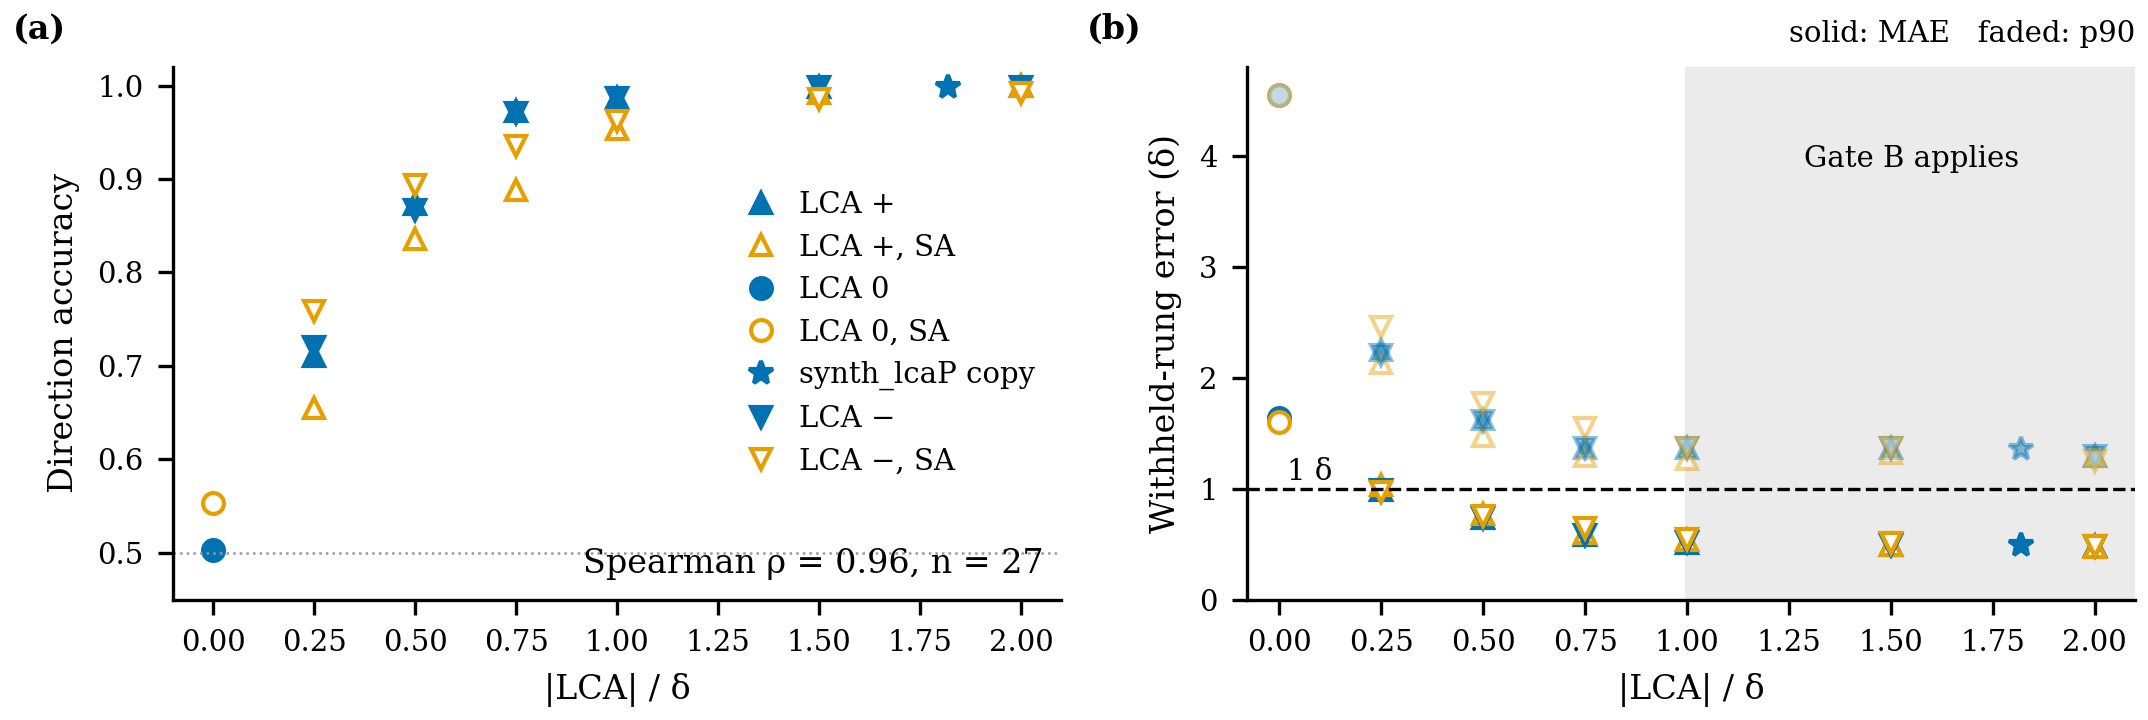 (a)
1.0
0.9
0.8
0.7
0.6
0.5
Direction accuracy
LCA +
LCA +, SA
LCA 0
LCA 0, SA
synth_lcaP copy
LCA −
LCA −, SA
Spearman ρ = 0.96, n = 27
0.00 0.25 0.50 0.75 1.00 1.25 1.50 1.75 2.00
|LCA| / δ
(b)
solid: MAE faded: p90
Gate B applies
4
3
2
1
0
Withheld-rung error (δ)
1 δ
0.00 0.25 0.50 0.75 1.00 1.25 1.50 1.75 2.00
|LCA| / δ